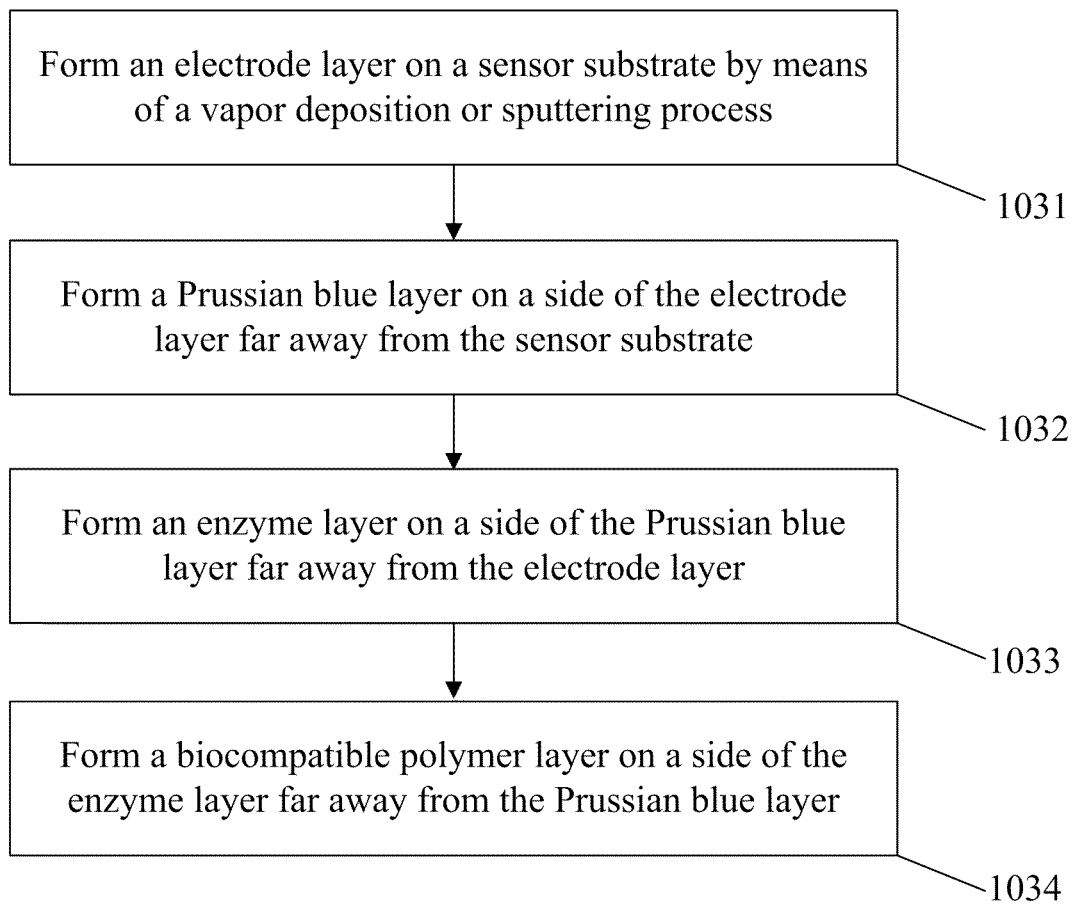 Form an electrode layer on a sensor substrate by means
of a vapor deposition or sputtering process
1031
Form a Prussian blue layer on a side of the electrode
layer far away from the sensor substrate
1032
Form an enzyme layer on a side of the Prussian blue
layer far away from the electrode layer
1033
Form a biocompatible polymer layer on a side of the
enzyme layer far away from the Prussian blue layer
1034